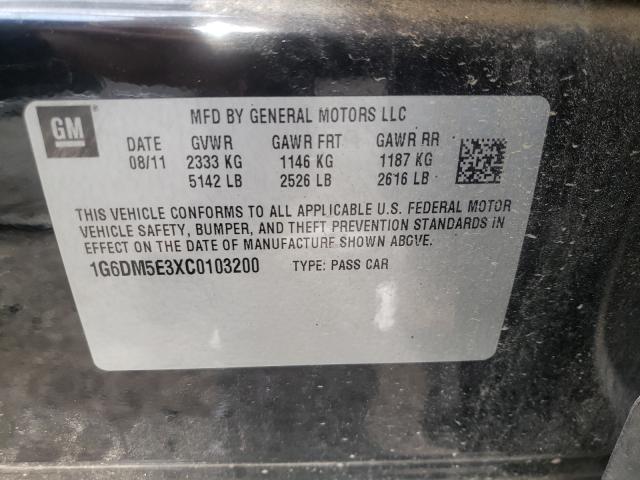 GM
MFD BY GENERAL MOTORS LLC
DATE GVWR GAWR FRT GAWR RR
08/11 2333 KG 1146 KG 1187 KG
5142 LB 2526 LB 2616 LB
THIS VEHICLE CONFORMS TO ALL APPLICABLE U.S. FEDERAL MOTOR
VEHICLE SAFETY, BUMPER, AND THEFT PREVENTION STANDARDS IN
EFFECT ON THE DATE OF MANUFACTURE SHOWN ABOVE.
1G6DM5E3XC0103200 TYPE: PASS CAR